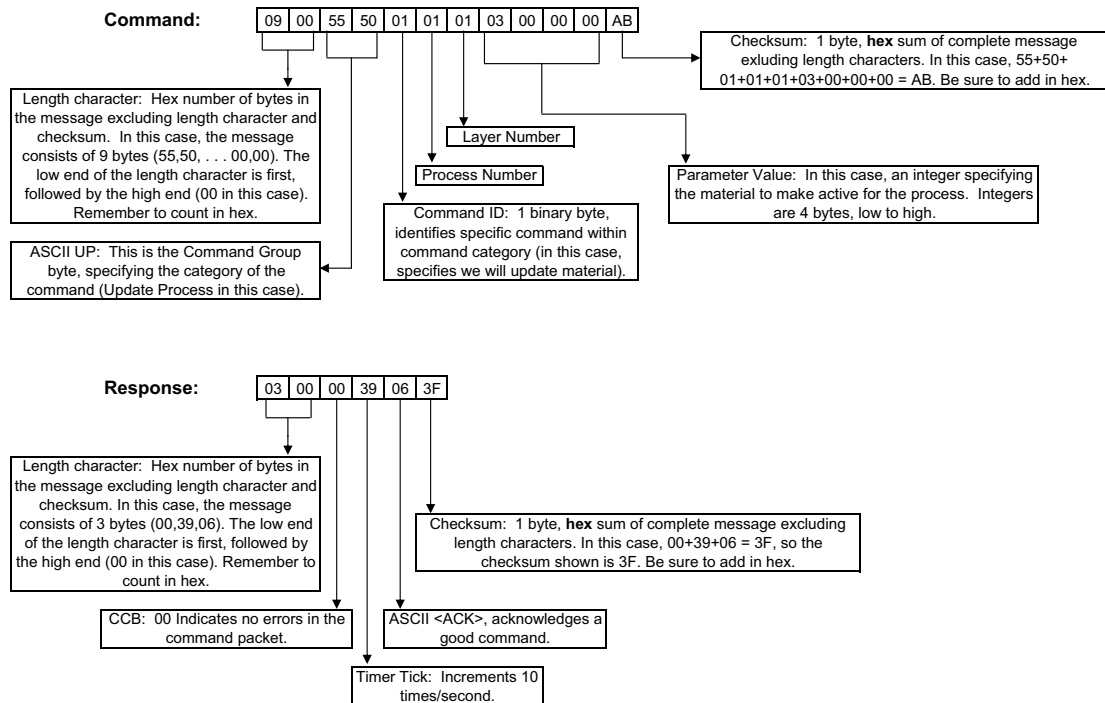 Command:
09 00 55 50 01 01 01 03 00 00 00 AB
Checksum: 1 byte, hex sum of complete message
exluding length characters. In this case, 55+50+
01+01+01+03+00+00+00 = AB. Be sure to add in hex.
Length character: Hex number of bytes in
the message excluding length character and
checksum. In this case, the message
consists of 9 bytes (55,50, . . . 00,00). The
low end of the length character is first,
followed by the high end (00 in this case).
Remember to count in hex.
Layer Number
Process Number
Parameter Value: In this case, an integer specifying
the material to make active for the process. Integers
are 4 bytes, low to high.
Command ID: 1 binary byte,
identifies specific command within
command category (in this case,
specifies we will update material).
ASCII UP: This is the Command Group
byte, specifying the category of the
command (Update Process in this case).
Response:
03 00 00 39 06 3F
Length character: Hex number of bytes in
the message excluding length character and
checksum. In this case, the message
consists of 3 bytes (00,39,06). The low end
of the length character is first, followed by
the high end (00 in this case). Remember to
count in hex.
Checksum: 1 byte, hex sum of complete message excluding
length characters. In this case, 00+39+06 = 3F, so the
checksum shown is 3F. Be sure to add in hex.
CCB: 00 Indicates no errors in the
command packet.
ASCII <ACK>, acknowledges a
good command.
Timer Tick: Increments 10
times/second.